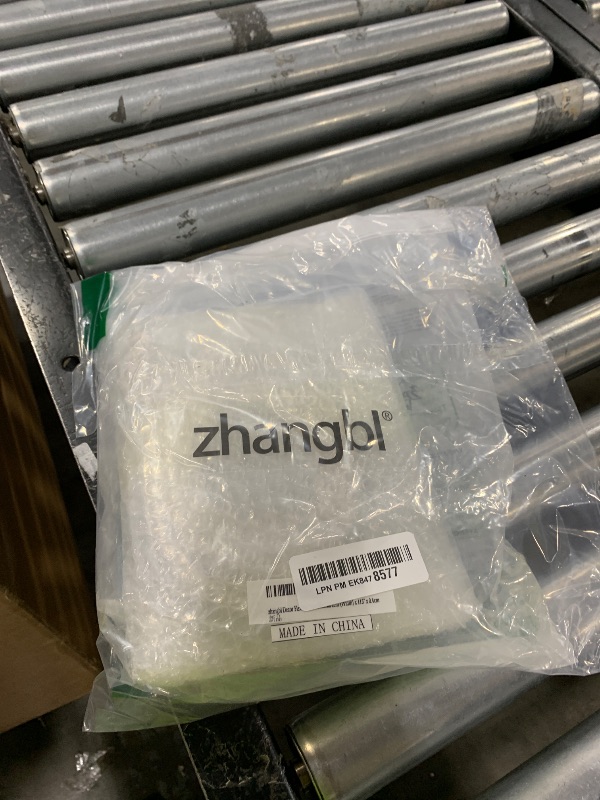 zhangbl®
LPN PM EK847 8577
MADE IN CHINA